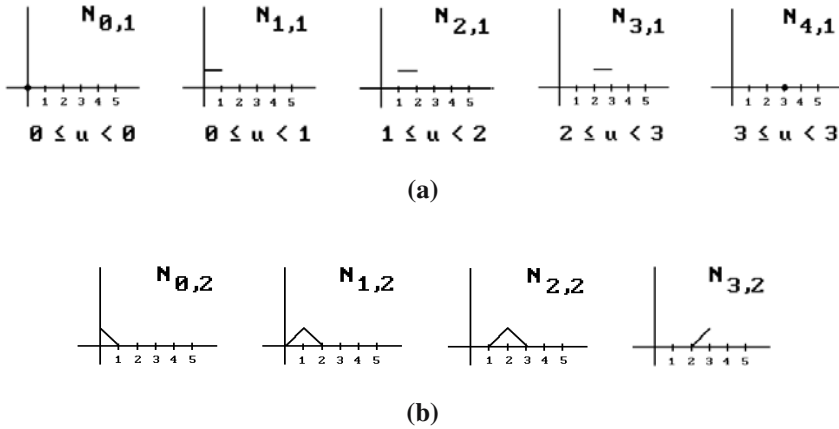 N0,1 N1,1 N2,1 N3,1 N4,1
1 2 3 4 5 1 2 3 4 5 1 2 3 4 5 1 2 3 4 5 1 2 3 4 5
0 ≤ u < 0 0 ≤ u < 1 1 ≤ u < 2 2 ≤ u < 3 3 ≤ u < 3
(a)
N0,2 N1,2 N2,2 N3,2
1 2 3 4 5 1 2 3 4 5 1 2 3 4 5 1 2 3 4 5
(b)